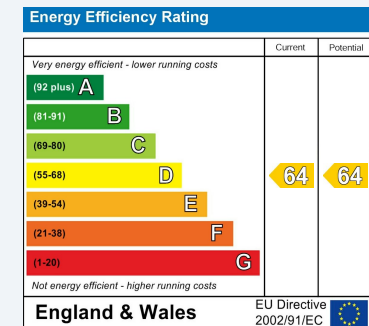 Energy Efficiency Rating
Current Potential
Very energy efficient - lower running costs
(92 plus) A
(81-91) B
(69-80) C
(55-68) D 64 64
(39-54) E
(21-38) F
(1-20) G
Not energy efficient - higher running costs
England & Wales
EU Directive
2002/91/EC